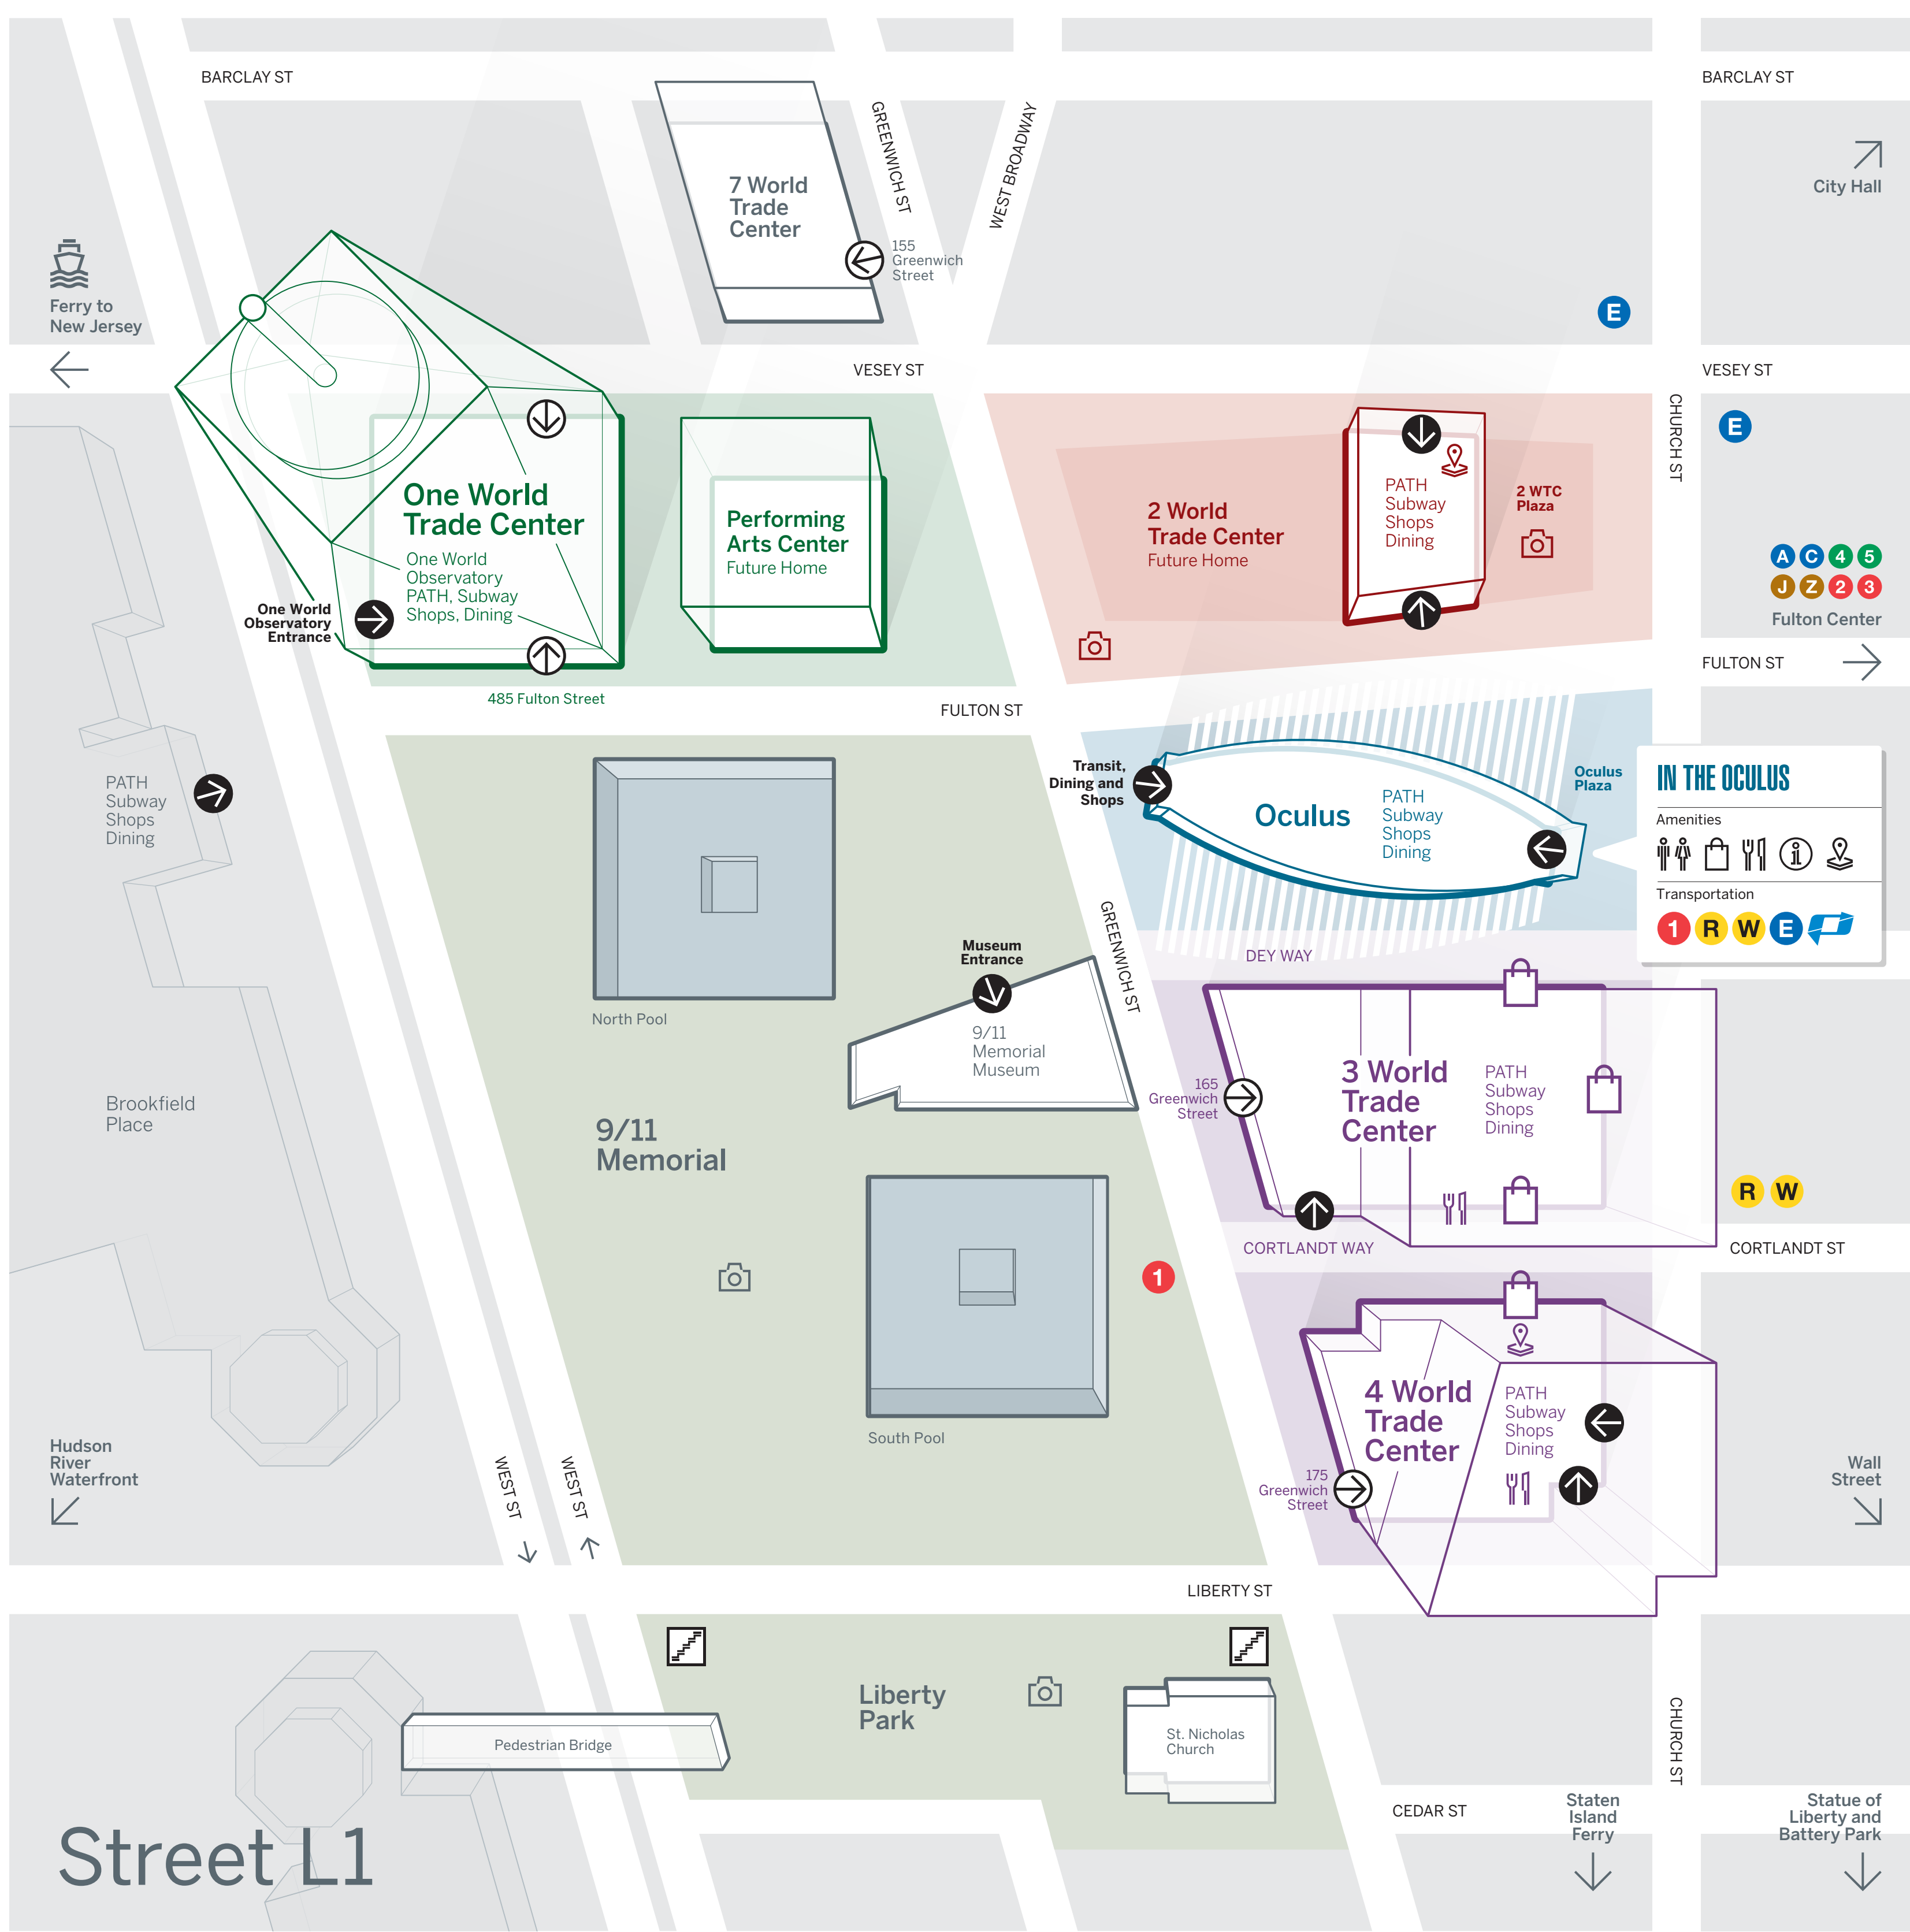 BARCLAY ST
BARCLAY ST
GREENWICH ST
WEST BROADWAY
7 World
Trade
Center
155
Greenwich
Street
City Hall
Ferry to
New Jersey
E
VESEY ST
VESEY ST
CHURCH ST
E
One World
Trade Center
One World
Observatory
PATH, Subway
Shops, Dining
One World
Observatory
Entrance
485 Fulton Street
Performing
Arts Center
Future Home
2 World
Trade Center
Future Home
PATH
Subway
Shops
Dining
2 WTC
Plaza
A C 4 5
J Z 2 3
Fulton Center
FULTON ST
FULTON ST
PATH
Subway
Shops
Dining
Transit,
Dining and
Shops
Oculus
PATH
Subway
Shops
Dining
Oculus
Plaza
IN THE OCULUS
Amenities
i
Transportation
1 R W E
North Pool
Museum
Entrance
9/11
Memorial
Museum
GREENWICH ST
DEY WAY
9/11
Memorial
Brookfield
Place
165
Greenwich
Street
3 World
Trade
Center
PATH
Subway
Shops
Dining
R W
CORTLANDT WAY
CORTLANDT ST
1
South Pool
4 World
Trade
Center
PATH
Subway
Shops
Dining
175
Greenwich
Street
Hudson
River
Waterfront
WEST ST
WEST ST
Wall
Street
LIBERTY ST
Liberty
Park
St. Nicholas
Church
Pedestrian Bridge
CHURCH ST
CEDAR ST
Staten
Island
Ferry
Statue of
Liberty and
Battery Park
Street L1